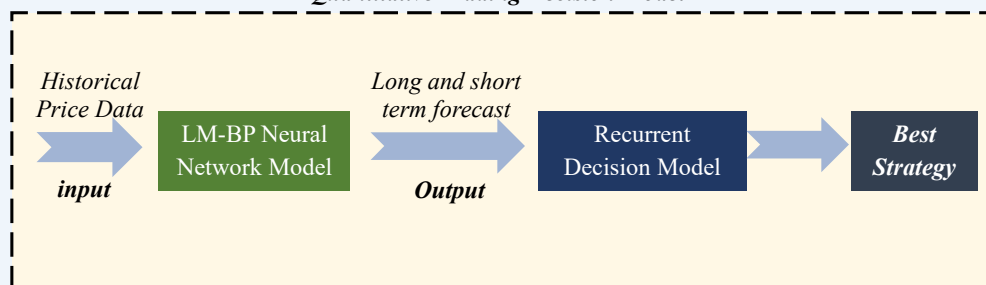 Historical
Price Data
input
LM-BP Neural
Network Model
Long and short
term forecast
Output
Recurrent
Decision Model
Best
Strategy